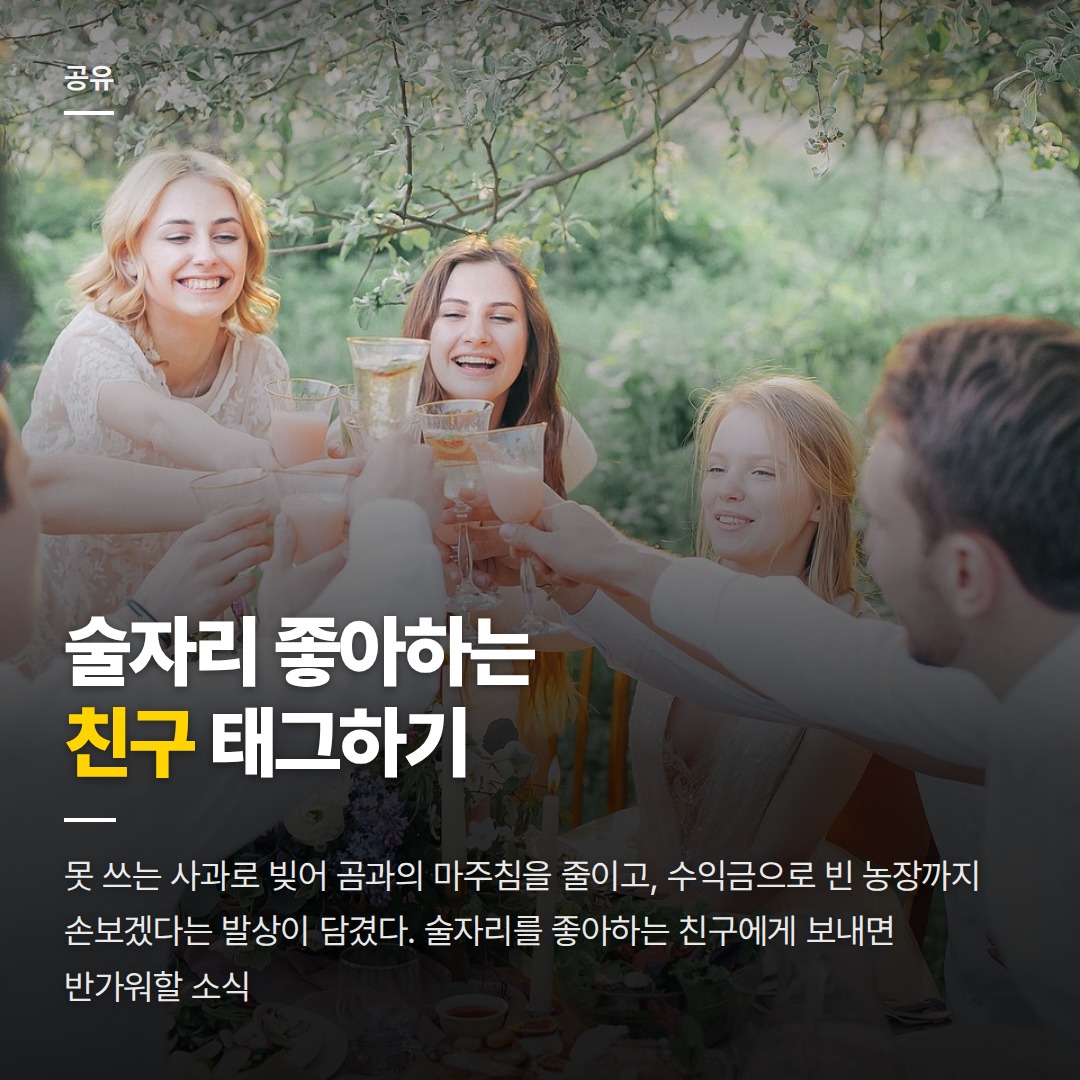 공유
술자리 좋아하는
친구 태그하기
못 쓰는 사과로 빚어 곰과의 마주침을 줄이고, 수익금으로 빈 농장까지
손보겠다는 발상이 담겼다. 술자리를 좋아하는 친구에게 보내면
반가워할 소식